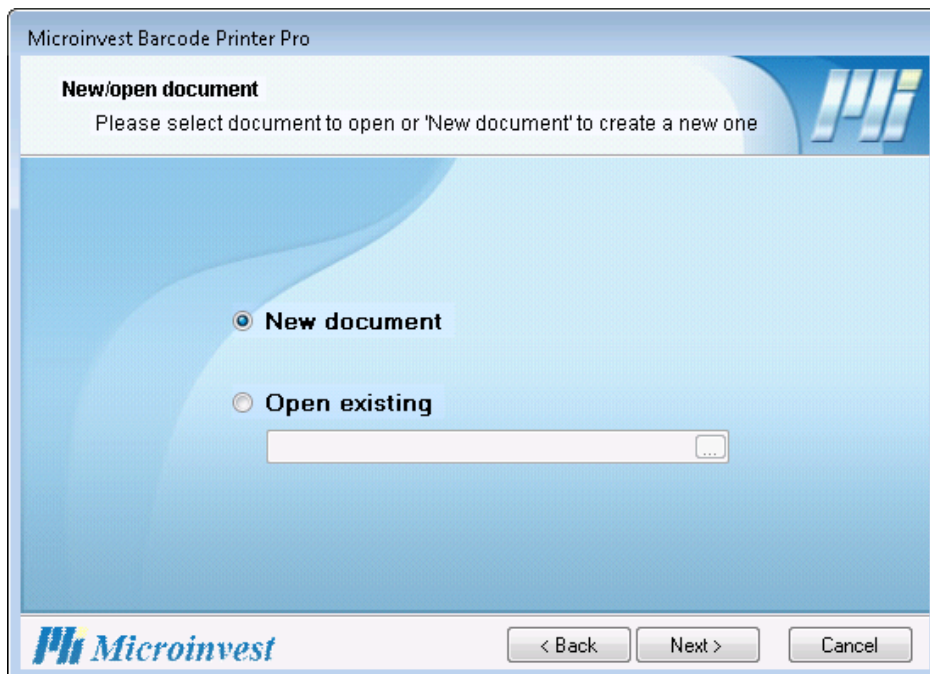 Microinvest Barcode Printer Pro
New/open document
Please select document to open or 'New document' to create a new one
New document
Open existing
...
Microinvest
< Back
Next >
Cancel